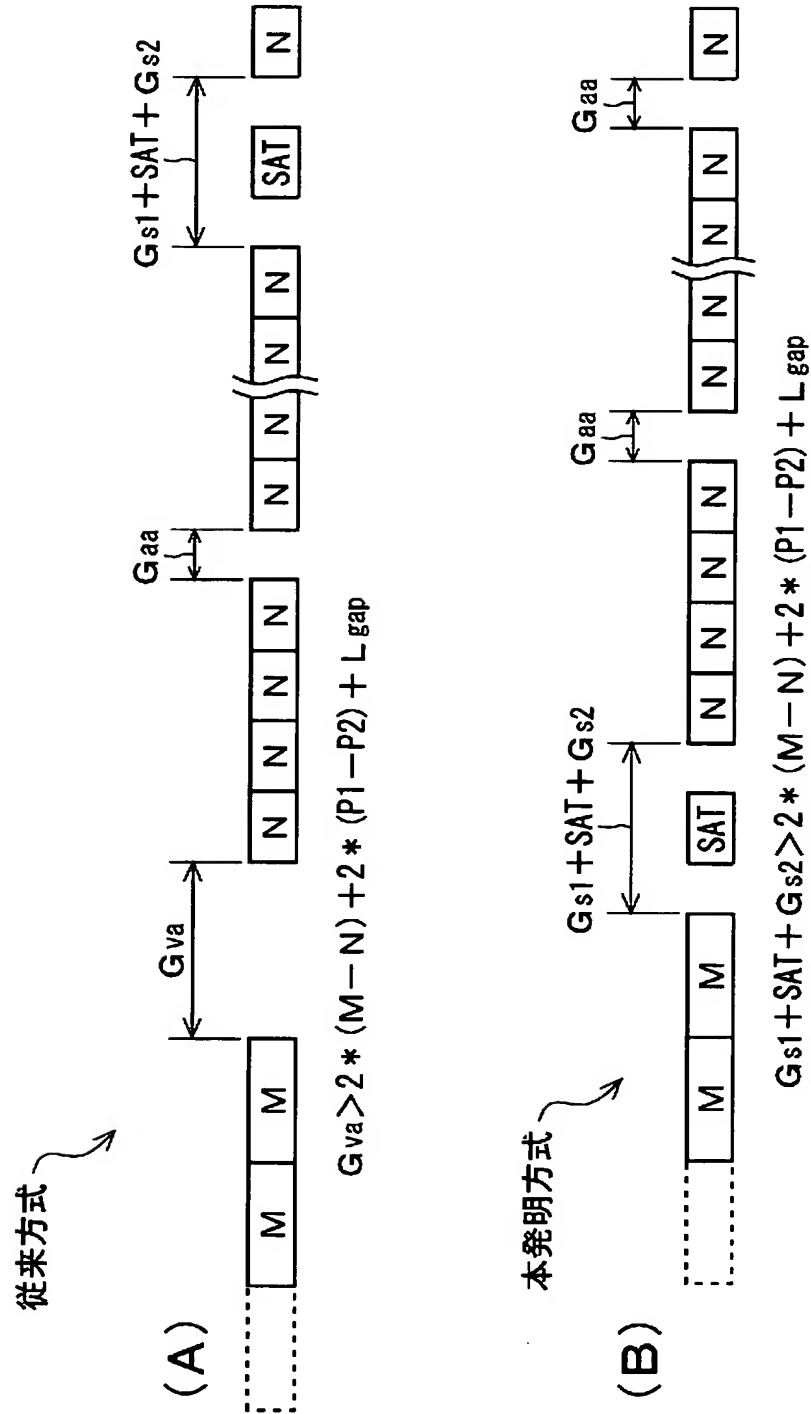 従来方式
(A)
M M Gva N N N N Gaa N N N N Gs1+SAT+Gs2 SAT N
Gva>2*(M-N)+2*(P1-P2)+Lgap
本発明方式
(B)
M M Gs1+SAT+Gs2 SAT N N N N Gaa N N N N Gaa N
Gs1+SAT+Gs2>2*(M-N)+2*(P1-P2)+Lgap